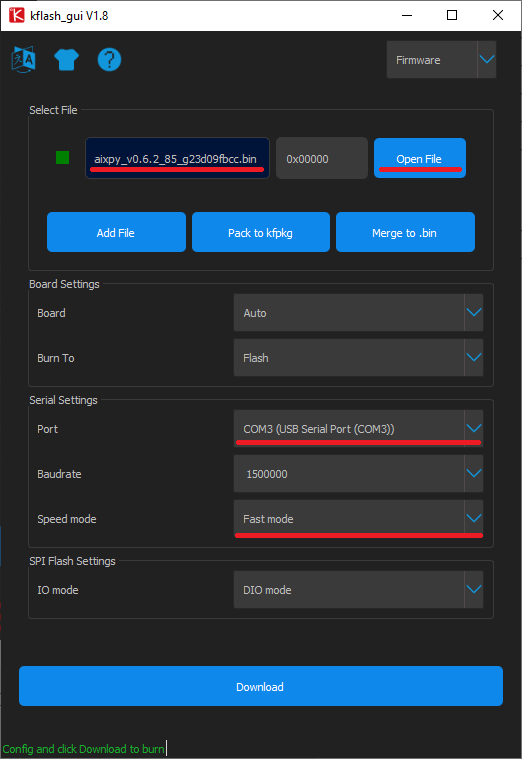 kflash_gui V1.8
Firmware
Select File
aixpy_v0.6.2_85_g23d09fbcc.bin
0x00000
Open File
Add File
Pack to kfpkg
Merge to .bin
Board Settings
Board
Auto
Burn To
Flash
Serial Settings
Port
COM3 (USB Serial Port (COM3))
Baudrate
1500000
Speed mode
Fast mode
SPI Flash Settings
IO mode
DIO mode
Download
Config and click Download to burn